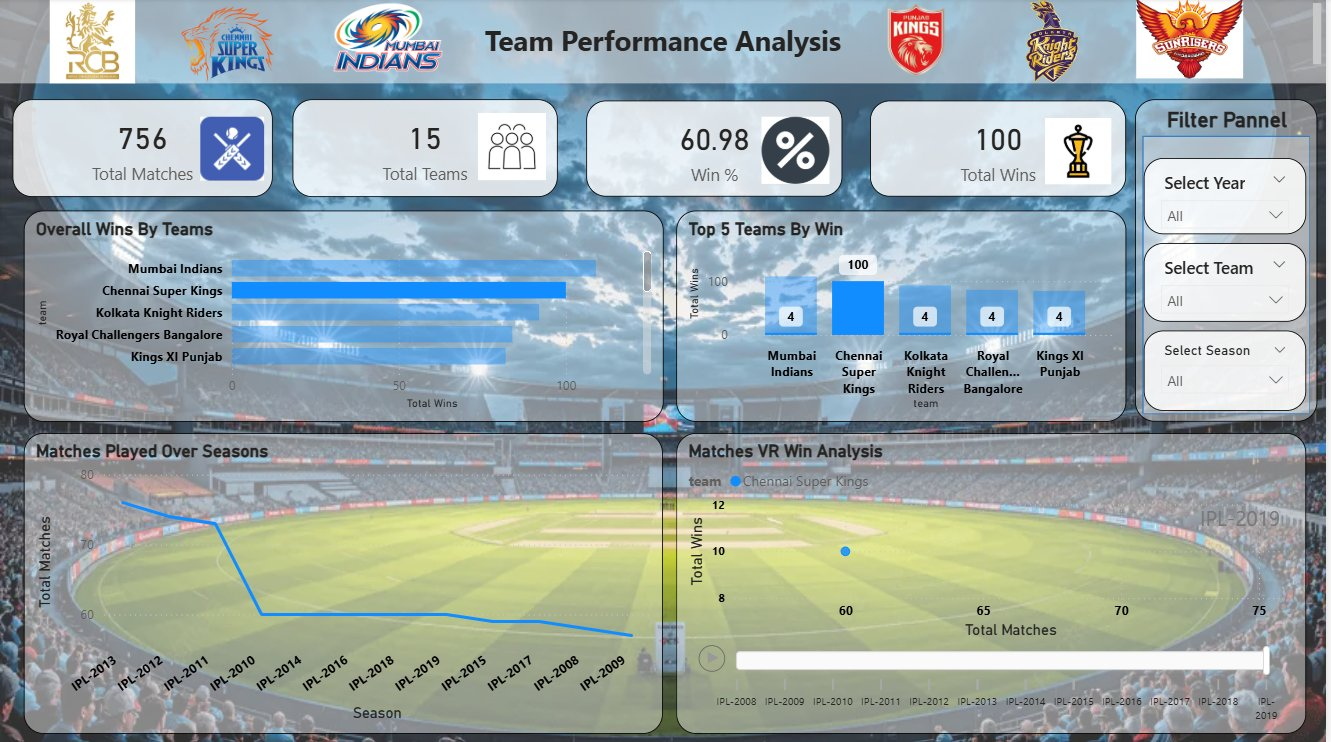 RCB
CHENNAI
SUPER
KINGS
MUMBAI
INDIANS
Team Performance Analysis
PUNJAB
KINGS
KOLKATA
Knight
Riders
SUNRISERS
756
Total Matches
15
Total Teams
60.98
Win %
100
Total Wins
Filter Pannel
Select Year
All
Select Team
All
Select Season
All
Overall Wins By Teams
team
Mumbai Indians
Chennai Super Kings
Kolkata Knight Riders
Royal Challengers Bangalore
Kings XI Punjab
0 50 100
Total Wins
Top 5 Teams By Win
Total Wins
100
0
4 100 4 4 4
Mumbai
Indians
Chennai
Super
Kings
Kolkata
Knight
Riders
Royal
Challen...
Bangalore
Kings XI
Punjab
team
Matches Played Over Seasons
Total Matches
80
70
60
IPL-2013 IPL-2012 IPL-2011 IPL-2010 IPL-2014 IPL-2016 IPL-2018 IPL-2019 IPL-2015 IPL-2017 IPL-2008 IPL-2009
Season
Matches VR Win Analysis
team Chennai Super Kings
IPL-2019
Total Wins
12
10
8
60 65 70 75
Total Matches
IPL-2008 IPL-2009 IPL-2010 IPL-2011 IPL-2012 IPL-2013 IPL-2014 IPL-2015 IPL-2016 IPL-2017 IPL-2018 IPL-
2019